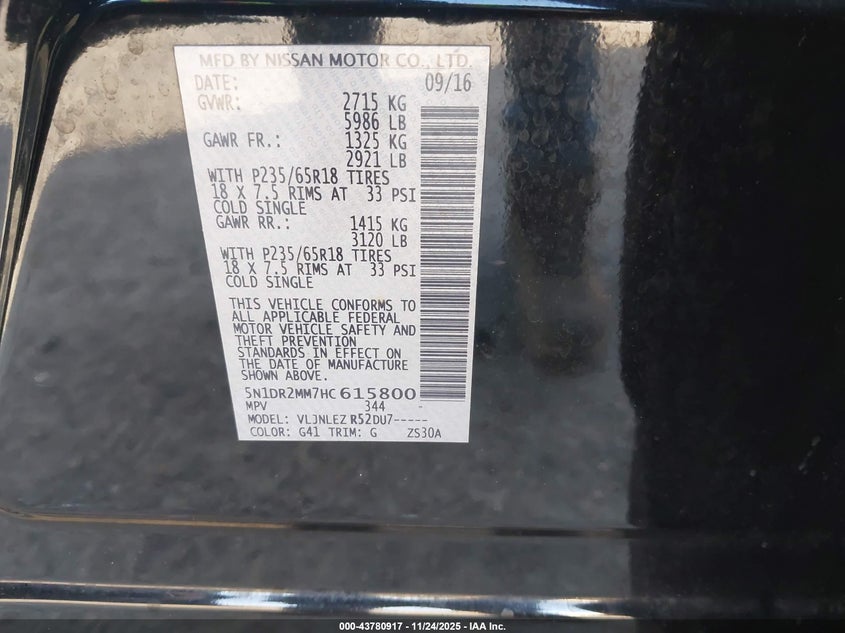 MFD BY NISSAN MOTOR CO., LTD.
DATE: 09/16
GVWR: 2715 KG
5986 LB
GAWR FR.: 1325 KG
2921 LB
WITH P235/65R18 TIRES
18 X 7.5 RIMS AT 33 PSI
COLD SINGLE
GAWR RR.: 1415 KG
3120 LB
WITH P235/65R18 TIRES
18 X 7.5 RIMS AT 33 PSI
COLD SINGLE
THIS VEHICLE CONFORMS TO
ALL APPLICABLE FEDERAL
MOTOR VEHICLE SAFETY AND
THEFT PREVENTION
STANDARDS IN EFFECT ON
THE DATE OF MANUFACTURE
SHOWN ABOVE.
5N1DR2MM7HC615800
MPV 344 -
MODEL: VLJNLEZ R52DU7-----
COLOR: G41 TRIM: G ZS30A
000-43780917 - 11/24/2025 - IAA Inc.